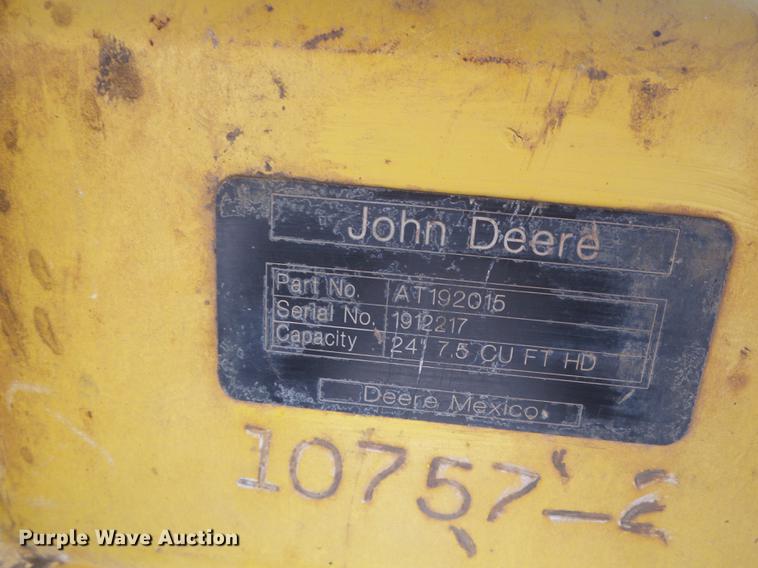 John Deere
Part No. AT192015
Serial No. 1912217
Capacity 24" 7.5 CU FT HD
Deere Mexico
10757-2
Purple Wave Auction